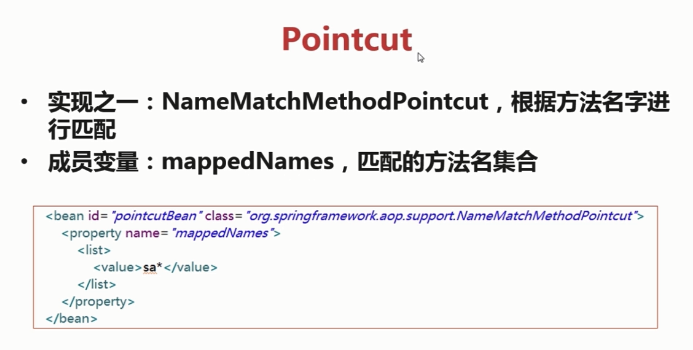 Pointcut
• 实现之一：NameMatchMethodPointcut，根据方法名字进
行匹配
• 成员变量：mappedNames，匹配的方法名集合
<bean id="pointcutBean" class="org.springframework.aop.support.NameMatchMethodPointcut">
<property name="mappedNames">
<list>
<value>sa*</value>
</list>
</property>
</bean>